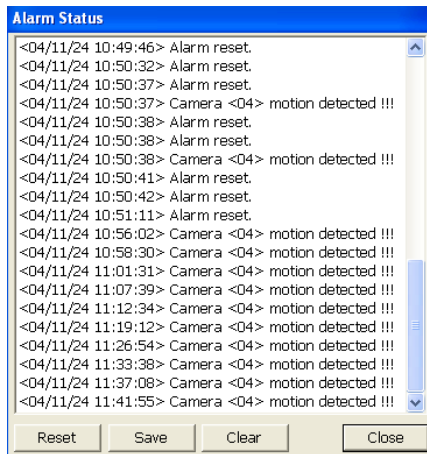 Alarm Status
<04/11/24 10:49:46> Alarm reset.
<04/11/24 10:50:32> Alarm reset.
<04/11/24 10:50:37> Alarm reset.
<04/11/24 10:50:37> Camera <04> motion detected !!!
<04/11/24 10:50:38> Alarm reset.
<04/11/24 10:50:38> Alarm reset.
<04/11/24 10:50:38> Camera <04> motion detected !!!
<04/11/24 10:50:41> Alarm reset.
<04/11/24 10:50:42> Alarm reset.
<04/11/24 10:51:11> Alarm reset.
<04/11/24 10:56:02> Camera <04> motion detected !!!
<04/11/24 10:58:30> Camera <04> motion detected !!!
<04/11/24 11:01:31> Camera <04> motion detected !!!
<04/11/24 11:07:39> Camera <04> motion detected !!!
<04/11/24 11:12:34> Camera <04> motion detected !!!
<04/11/24 11:19:12> Camera <04> motion detected !!!
<04/11/24 11:26:54> Camera <04> motion detected !!!
<04/11/24 11:33:38> Camera <04> motion detected !!!
<04/11/24 11:37:08> Camera <04> motion detected !!!
<04/11/24 11:41:55> Camera <04> motion detected !!!
Reset Save Clear Close